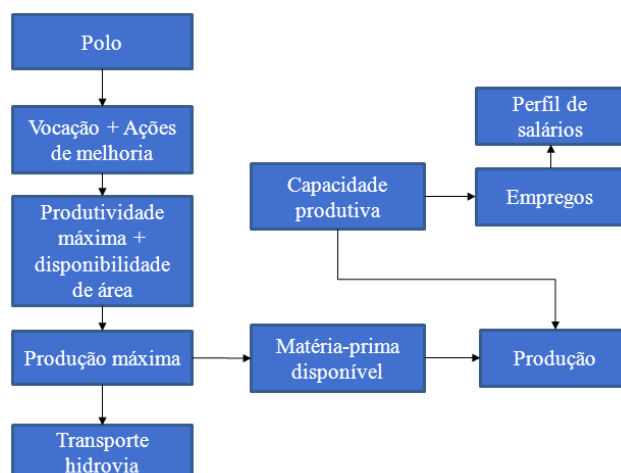 Polo
Vocação + Ações
de melhoria
Produtividade
máxima +
disponibilidade
de área
Produção máxima
Transporte
hidrovia
Matéria-prima
disponível
Capacidade
produtiva
Perfil de
salários
Empregos
Produção